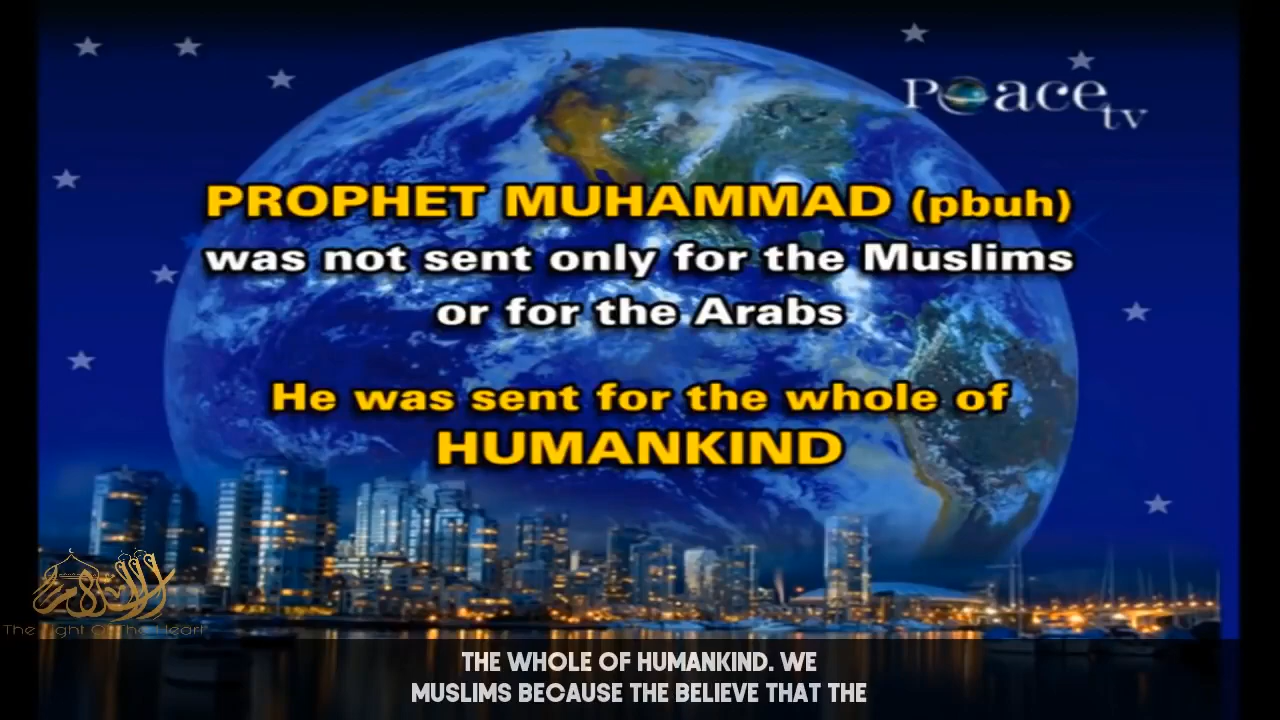 Peace
tv
PROPHET MUHAMMAD (pbuh)
was not sent only for the Muslims
or for the Arabs
He was sent for the whole of
HUMANKIND
The Light Of The Heart
THE WHOLE OF HUMANKIND. WE
MUSLIMS BECAUSE THE BELIEVE THAT THE